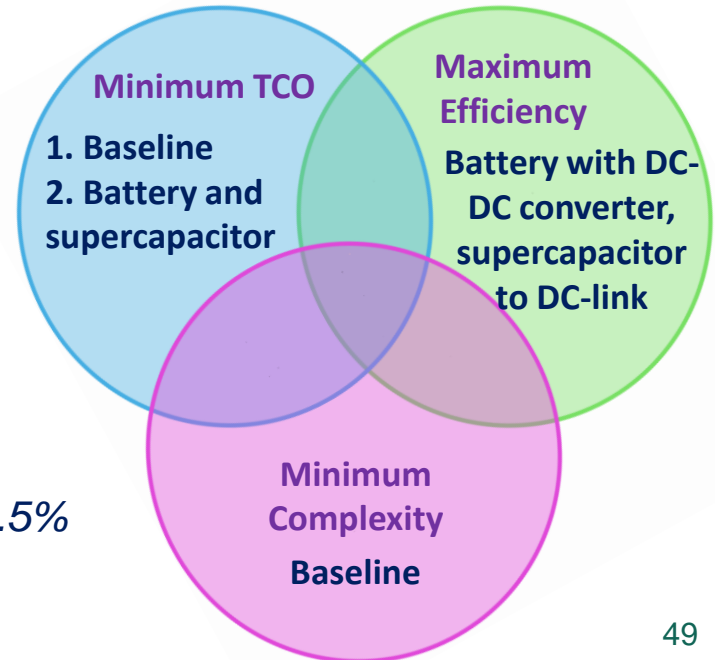 Minimum TCO
1. Baseline
2. Battery and
supercapacitor
Maximum
Efficiency
Battery with DC-
DC converter,
supercapacitor
to DC-link
Minimum
Complexity
Baseline
.5%
49